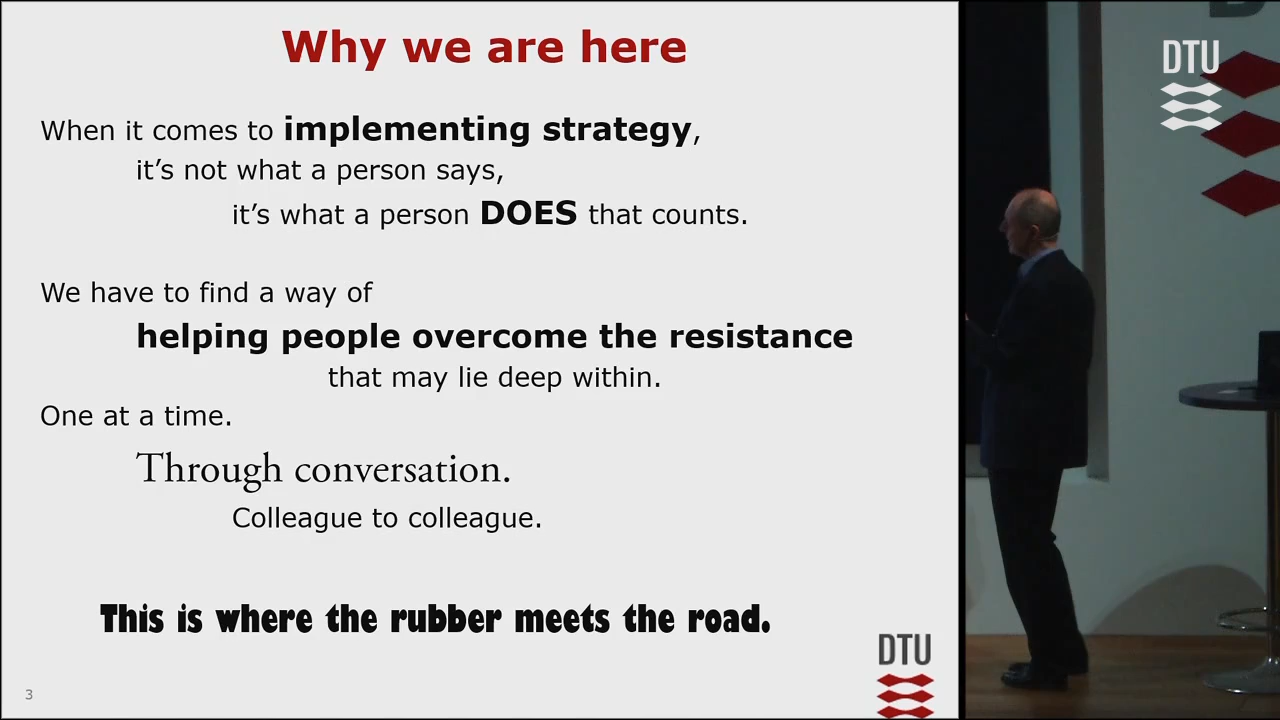 Why we are here
When it comes to implementing strategy,
it’s not what a person says,
it’s what a person DOES that counts.
We have to find a way of
helping people overcome the resistance
that may lie deep within.
One at a time.
Through conversation.
Colleague to colleague.
This is where the rubber meets the road.
3
DTU
DTU